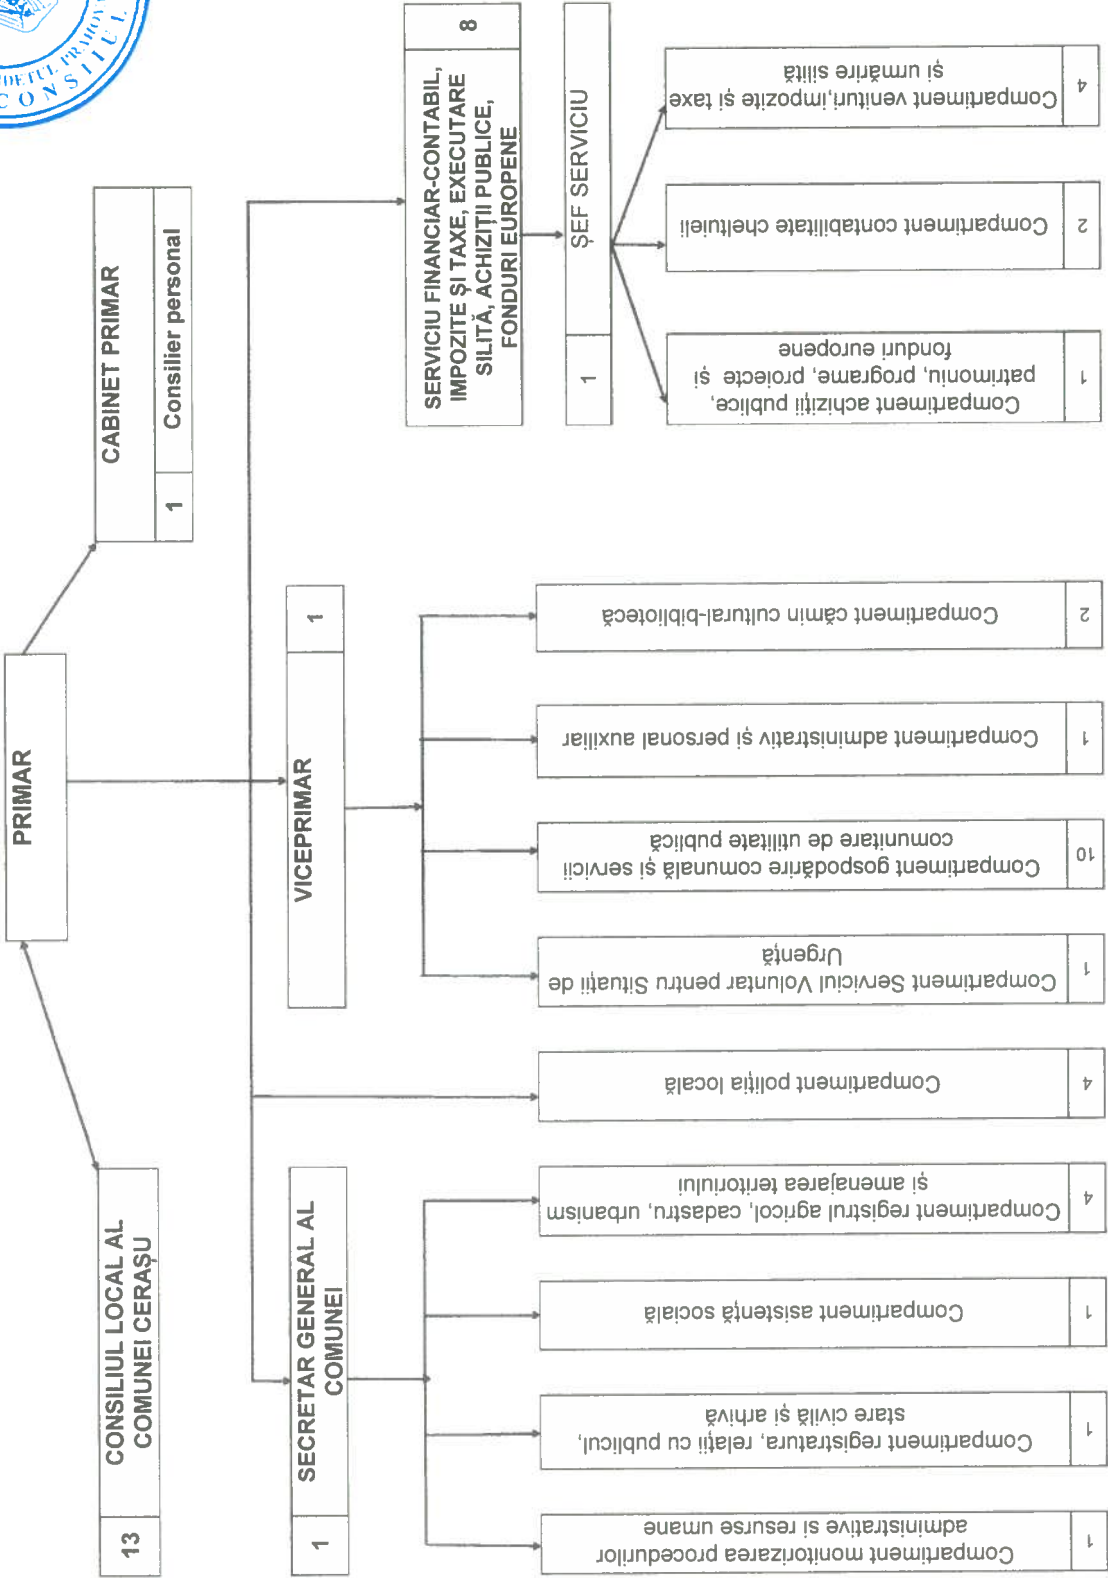 DEȚUL PRAHOVA
CONSILIUL
PRIMAR
CONSILIUL LOCAL AL
COMUNEI CERAȘU
13
CABINET PRIMAR
1
Consilier personal
SECRETAR GENERAL AL
COMUNEI
1
VICEPRIMAR
1
SERVICIU FINANCIAR-CONTABIL,
IMPOZITE ȘI TAXE, EXECUTARE
SILITĂ, ACHIZIȚII PUBLICE,
FONDURI EUROPENE
8
1
ȘEF SERVICIU
Compartiment monitorizarea procedurilor
administrative si resurse umane
1
Compartiment registratura, relații cu publicul,
stare civilă și arhivă
1
Compartiment asistență socială
1
Compartiment registrul agricol, cadastru, urbanism
și amenajarea teritoriului
4
Compartiment poliția locală
4
Compartiment Serviciul Voluntar pentru Situații de
Urgență
1
Compartiment gospodărire comunală și servicii
comunitare de utilitate publică
10
Compartiment administrativ și personal auxiliar
1
Compartiment cămin cultural-bibliotecă
2
Compartiment achiziții publice,
patrimoniu, programe, proiecte și
fonduri europene
1
Compartiment contabilitate cheltuieli
2
Compartiment venituri,impozite și taxe
și urmărire silită
4